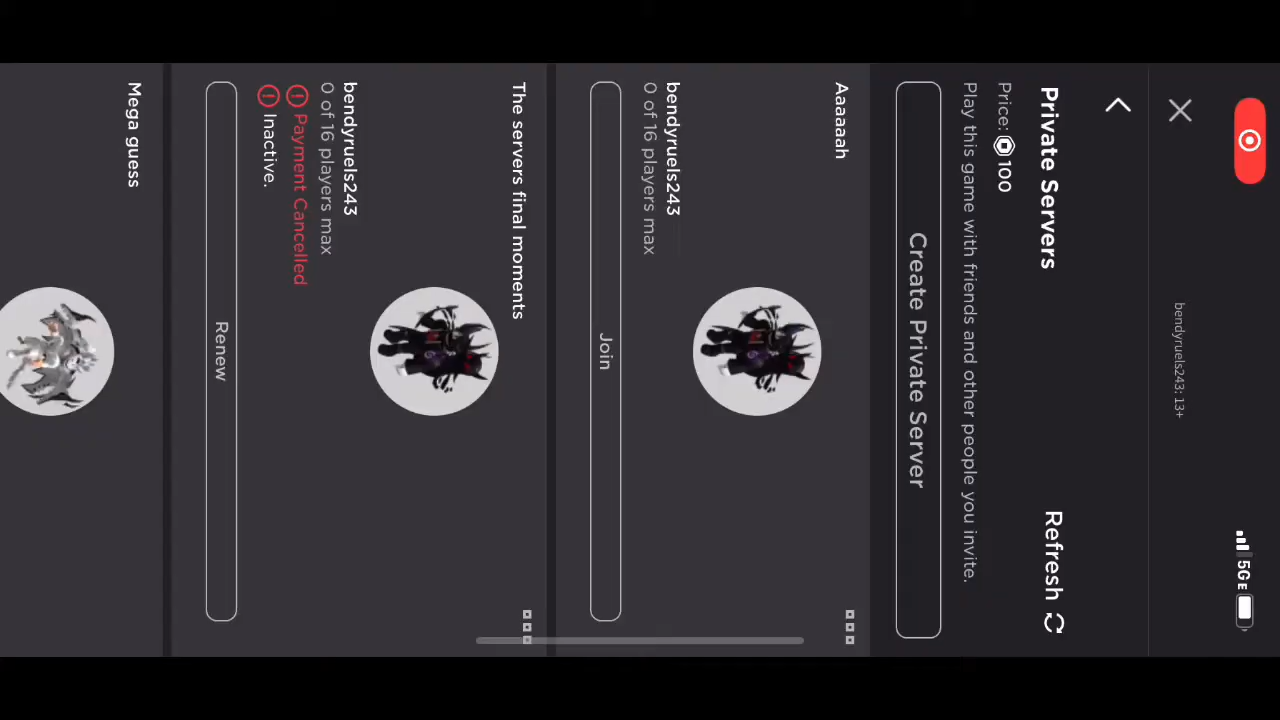 5G E
bendyruels243: 13+
Private Servers
Refresh
Price: 100
Play this game with friends and other people you invite.
Create Private Server
Aaaaaah
bendyruels243
0 of 16 players max
Join
The servers final moments
bendyruels243
0 of 16 players max
Payment Cancelled
Inactive.
Renew
Mega guess